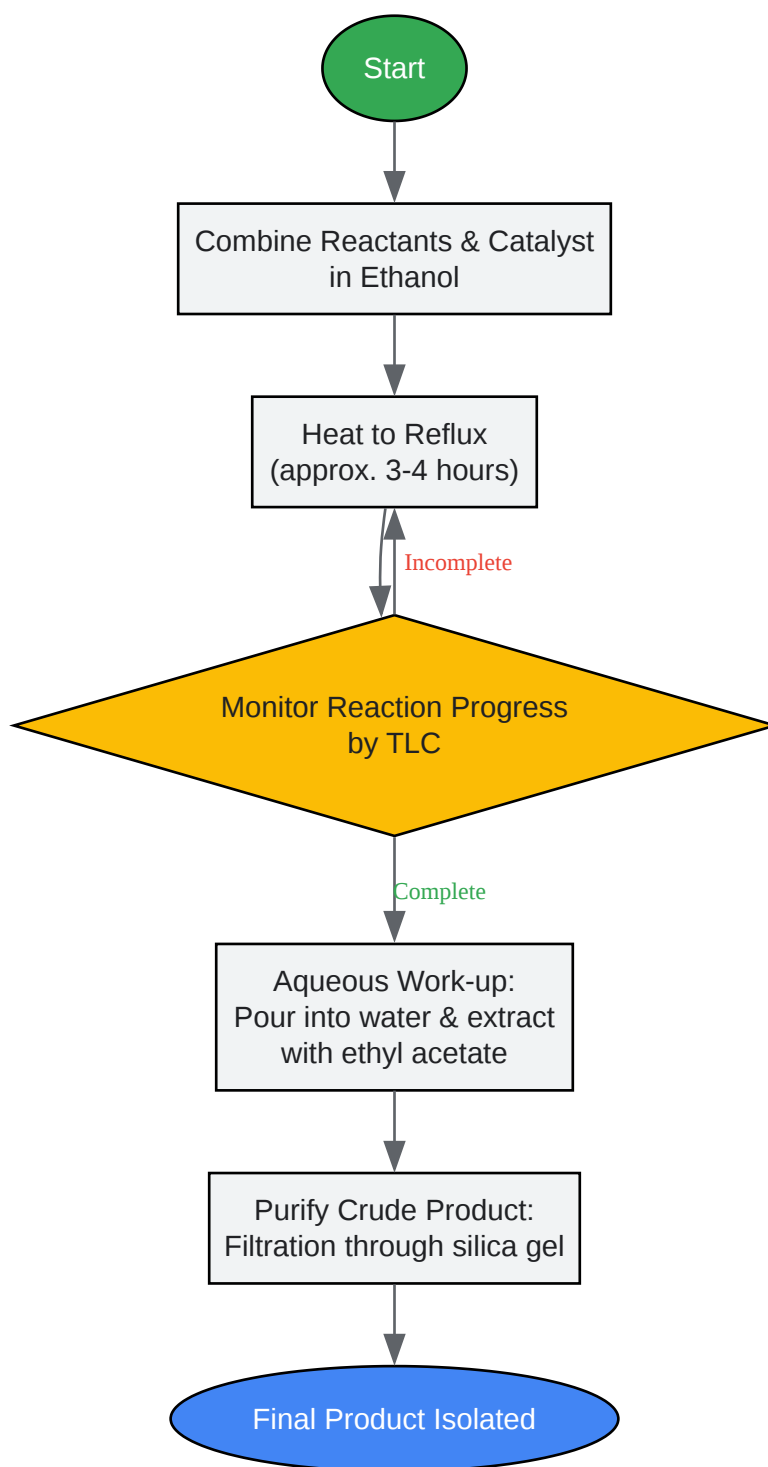 Start
Combine Reactants & Catalyst
in Ethanol
Heat to Reflux
(approx. 3-4 hours)
Incomplete
Monitor Reaction Progress
by TLC
Complete
Aqueous Work-up:
Pour into water & extract
with ethyl acetate
Purify Crude Product:
Filtration through silica gel
Final Product Isolated